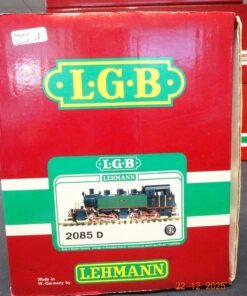 L·G·B
L·G·B
LEHMANN
2085 D
Made in
W.-Germany by
LEHMANN
22-12-2025